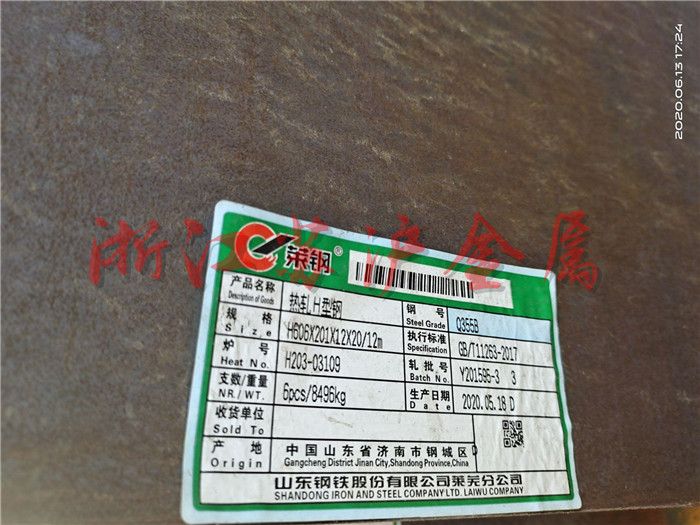 2020.06.13 17:24
浙江苏沪金属
莱钢®
产品名称 热轧H型钢 钢号 Q355B
Description of Goods Steel Grade
规格 H606X201X12X20/12m 执行标准 GB/T11263-2017
Size Specification
炉号 H203-03109 轧批号 Y201595-3 3
Heat No. Batch No.
支数/重量 6pcs/8496kg 生产日期 2020.05.18 D
NR./WT. Date
收货单位
Sold To
产地 中国山东省济南市钢城区
Origin Gangcheng District Jinan City,Shandong Province,China
山东钢铁股份有限公司莱芜分公司
SHANDONG IRON AND STEEL COMPANY LTD. LAIWU COMPANY